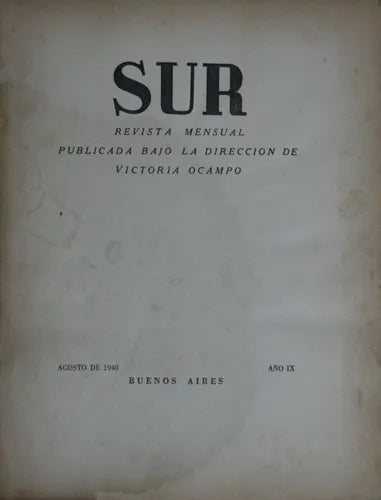 SUR
REVISTA MENSUAL
PUBLICADA BAJO LA DIRECCION DE
VICTORIA OCAMPO
AGOSTO DE 1940 AÑO IX
BUENOS AIRES